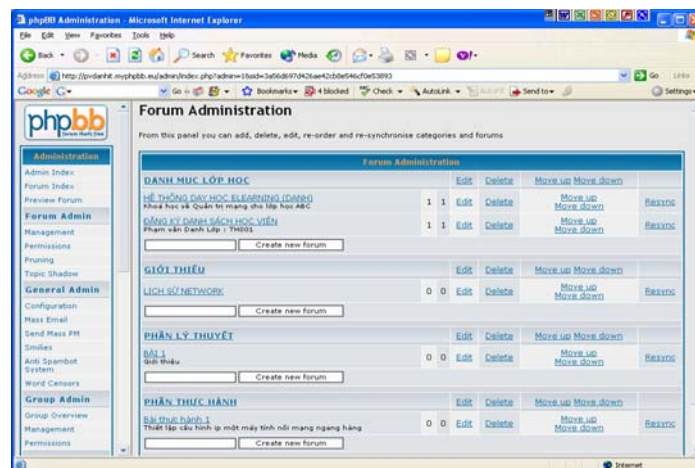 phpBB Administration - Microsoft Internet Explorer
File Edit View Favorites Tools Help
Back Search Favorites Media
Address http://pvdanhit.myphpbb.eu/admin/index.php?admin=1&sid= Go Links
Google Go Bookmarks 4 blocked Check AutoLink Send to Settings
phpbb
Administration
Admin Index
Forum Index
Preview Forum
Forum Admin
Management
Permissions
Pruning
Topic Shadow
General Admin
Configuration
Mass Email
Send Mass PM
Smilies
Anti Spambot
System
Word Censors
Group Admin
Group Overview
Management
Permissions
Forum Administration
From this panel you can add, delete, edit, re-order and re-synchronise categories and forums
Forum Administration
DANH MỤC LỚP HỌC Edit Delete Move up Move down
HỆ THỐNG DẠY HỌC ELEARNING (DANH) 1 1 Edit Delete Move up Move down Resync
Khoá học về Quản trị mạng cho lớp học ABC
ĐĂNG KÝ DANH SÁCH HỌC VIÊN 1 1 Edit Delete Move up Move down Resync
Phạm văn Danh Lớp : TH001
Create new forum
GIỚI THIỆU Edit Delete Move up Move down
LỊCH SỬ NETWORK 0 0 Edit Delete Move up Move down Resync
Create new forum
PHẦN LÝ THUYẾT Edit Delete Move up Move down
BÀI 1 0 0 Edit Delete Move up Move down Resync
Giới thiệu
Create new forum
PHẦN THỰC HÀNH Edit Delete Move up Move down
Bài thực hành 1 0 0 Edit Delete Move up Move down Resync
Thiết lập cấu hình ip một máy tính nối mạng ngang hàng
Create new forum
Internet